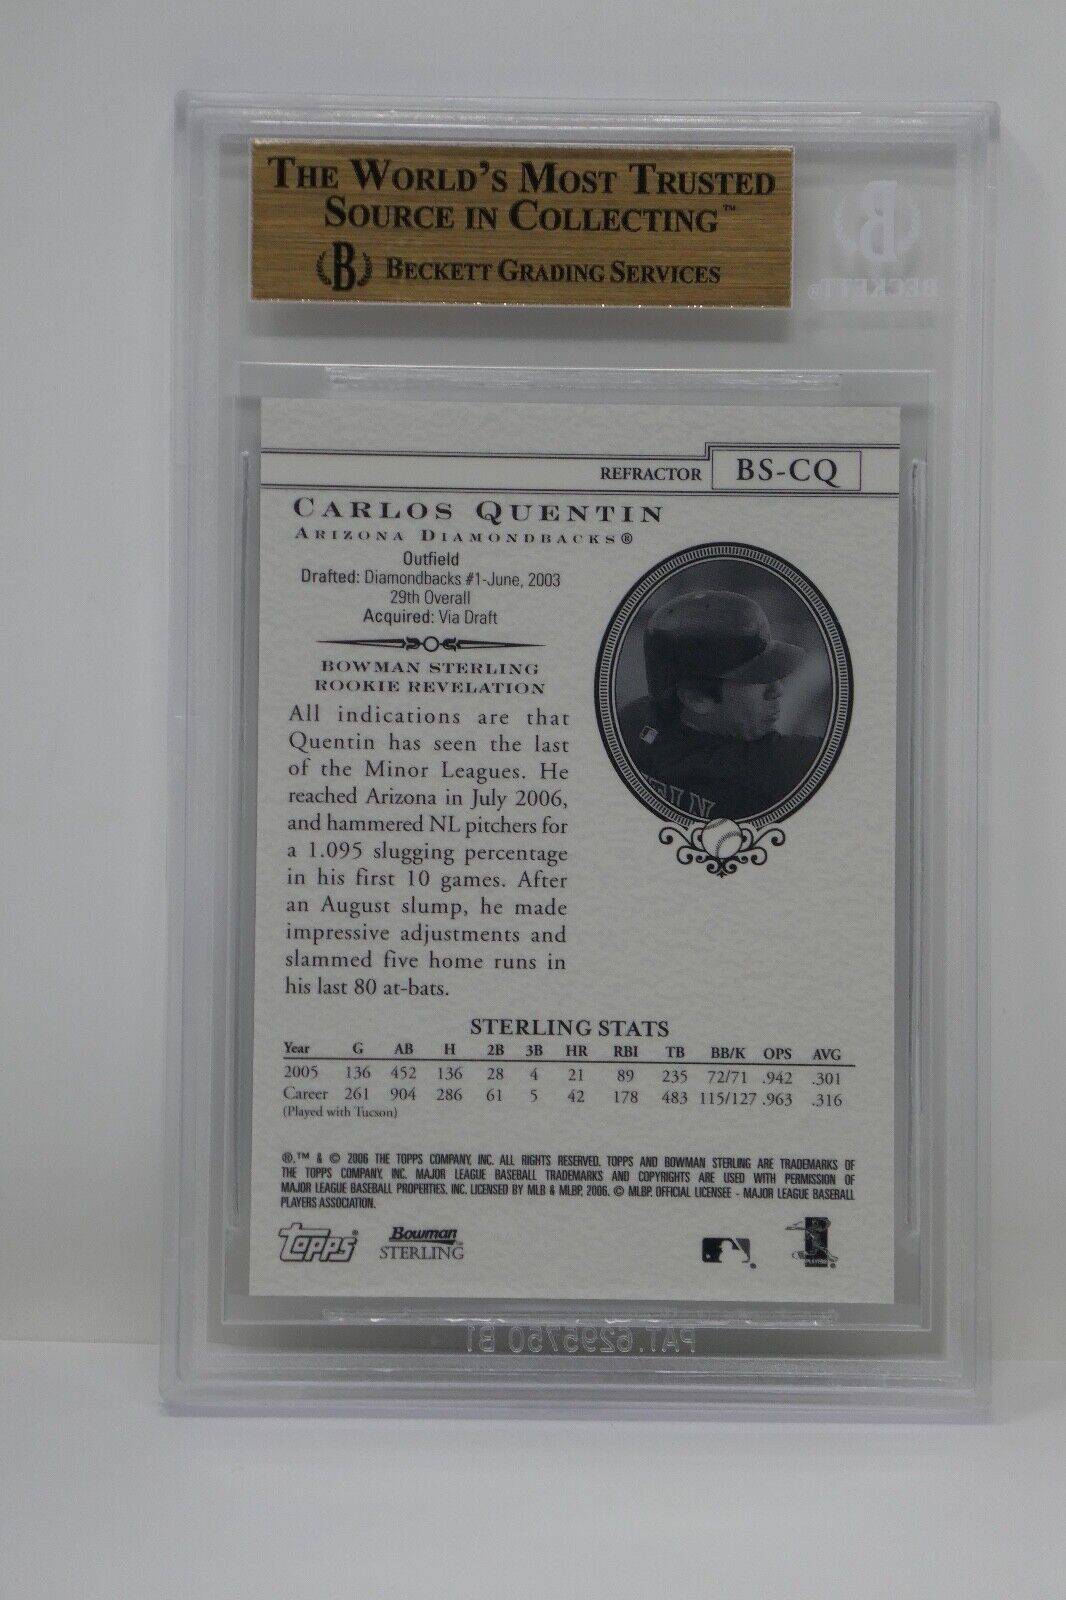 THE WORLD'S MOST TRUSTED
SOURCE IN COLLECTING™
B BECKETT GRADING SERVICES
B
BECKETT®
REFRACTOR BS-CQ
CARLOS QUENTIN
ARIZONA DIAMONDBACKS®
Outfield
Drafted: Diamondbacks #1-June, 2003
29th Overall
Acquired: Via Draft
BOWMAN STERLING
ROOKIE REVELATION
All indications are that
Quentin has seen the last
of the Minor Leagues. He
reached Arizona in July 2006,
and hammered NL pitchers for
a 1.095 slugging percentage
in his first 10 games. After
an August slump, he made
impressive adjustments and
slammed five home runs in
his last 80 at-bats.
STERLING STATS
Year G AB H 2B 3B HR RBI TB BB/K OPS AVG
2005 136 452 136 28 4 21 89 235 72/71 .942 .301
Career 261 904 286 61 5 42 178 483 115/127 .963 .316
(Played with Tucson)
®,™ & © 2006 THE TOPPS COMPANY, INC. ALL RIGHTS RESERVED. TOPPS AND BOWMAN STERLING ARE TRADEMARKS OF
THE TOPPS COMPANY, INC. MAJOR LEAGUE BASEBALL TRADEMARKS AND COPYRIGHTS ARE USED WITH PERMISSION OF
MAJOR LEAGUE BASEBALL PROPERTIES, INC. LICENSED BY MLB & MLBP, 2006. © MLBP. OFFICIAL LICENSEE - MAJOR LEAGUE BASEBALL
PLAYERS ASSOCIATION.
Topps® Bowman
STERLING™
PLAYERS
PAT. 6295750 B1